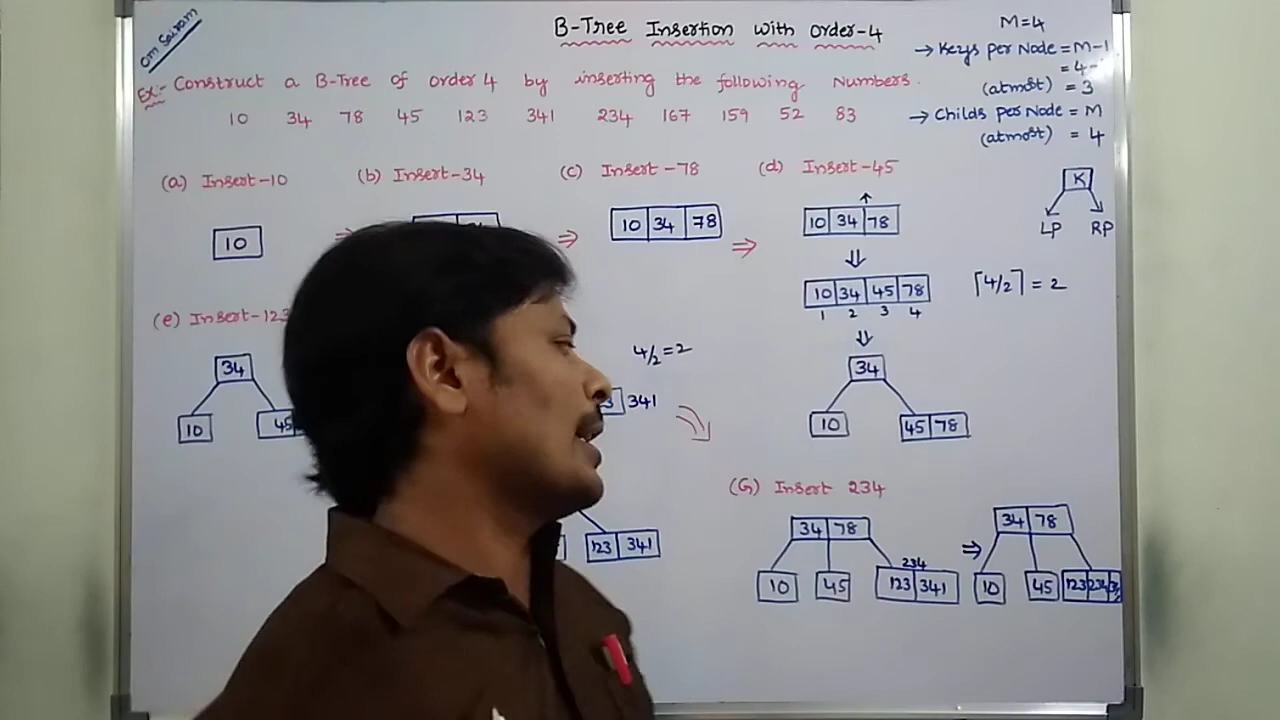 Om Sairam
B-Tree Insertion with Order-4
M=4
→ Keys per Node = M-1
= 4-
(atmost) = 3
→ Childs per Node = M
(atmost) = 4
Ex:- Construct a B-Tree of order 4 by inserting the following Numbers.
10 34 78 45 123 341 234 167 159 52 83
(a) Insert-10 (b) Insert-34 (c) Insert-78 (d) Insert-45
10
⇒
⇒
10 34 78
⇒
10 34 78
↑
⇓
10 34 45 78
1 2 3 4
⌈4/2⌉ = 2
⇓
34
10 45 78
K
LP RP
(e) Insert-123
34
10 45
4/2=2
3 341
123 341
(G) Insert 234
34 78
234
10 45 123 341
⇒
34 78
10 45 123 234